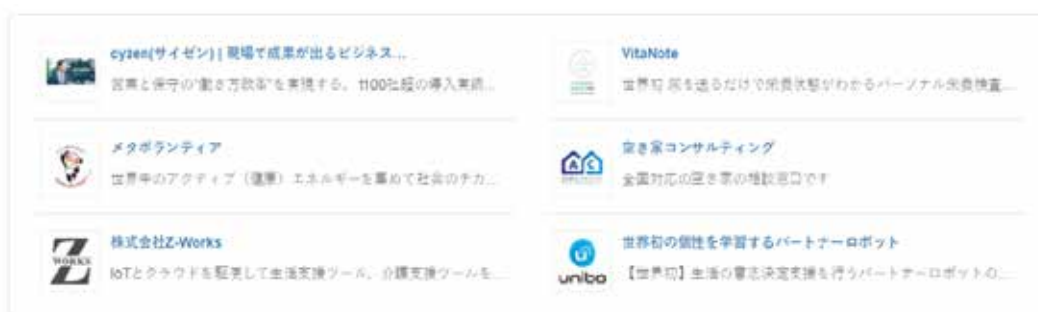 cyzen(サイゼン) | 現場で成果が出るビジネス...
営業と保守の"働き方改革"を実現する。1100社超の導入実績...
メタボランティア
世界中のアクティブ（健康）エネルギーを集めて社会のチカ...
WORKS
株式会社Z-Works
IoTとクラウドを駆使して生活支援ツール、介護支援ツールを...
VitaNote
世界初 尿を送るだけで栄養状態がわかるパーソナル栄養検査...
AC
空き家コンサルティング
全国対応の空き家の相談窓口です
unibo
世界初の個性を学習するパートナーロボット
【世界初】生活の意志決定支援を行うパートナーロボットの...